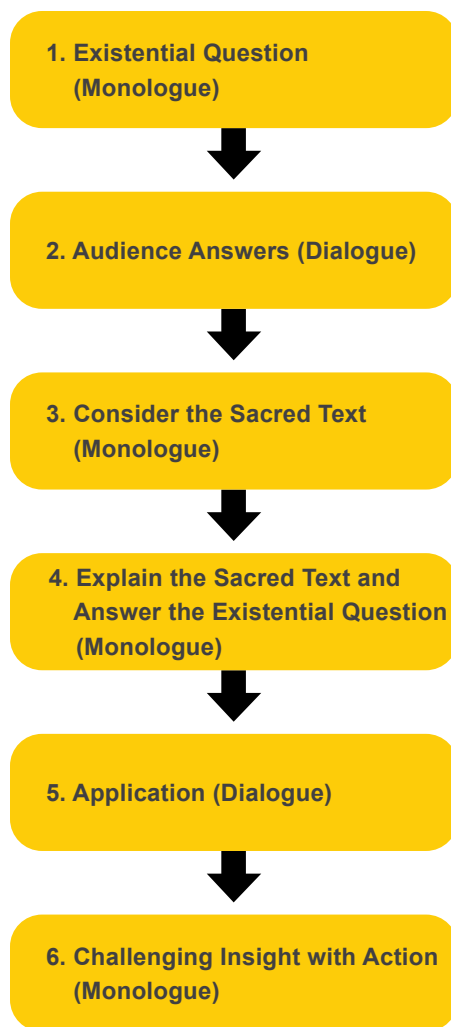 1. Existential Question
(Monologue)
2. Audience Answers (Dialogue)
3. Consider the Sacred Text
(Monologue)
4. Explain the Sacred Text and
Answer the Existential Question
(Monologue)
5. Application (Dialogue)
6. Challenging Insight with Action
(Monologue)